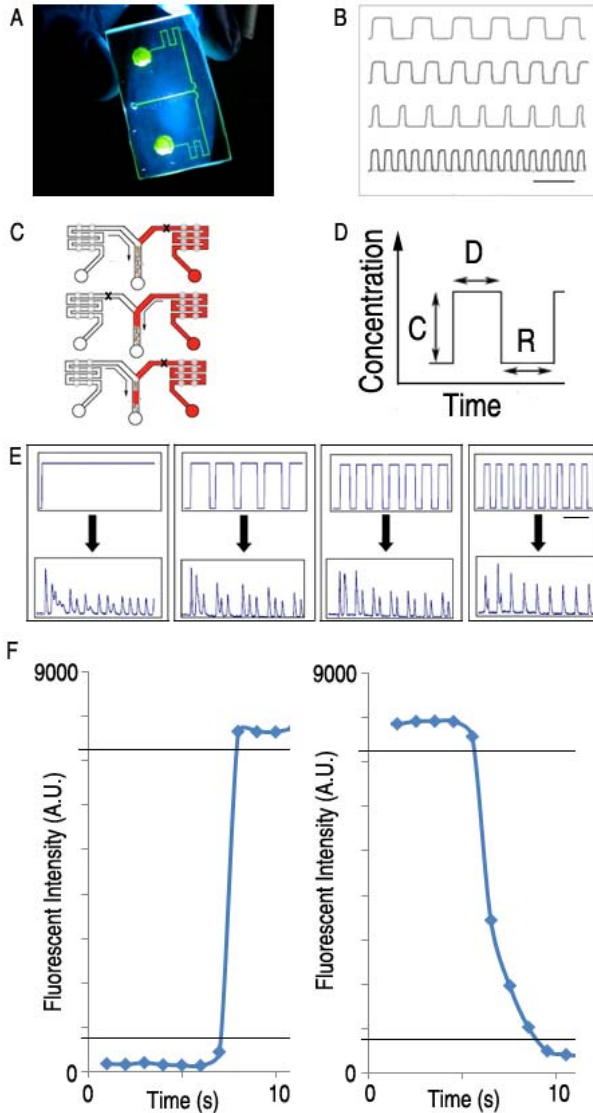 A
B
C
x
x
x
D
Concentration
D
C
R
Time
E
F
9000
Fluorescent Intensity (A.U.)
0
0
10
Time (s)
9000
Fluorescent Intensity (A.U.)
0
0
10
Time (s)